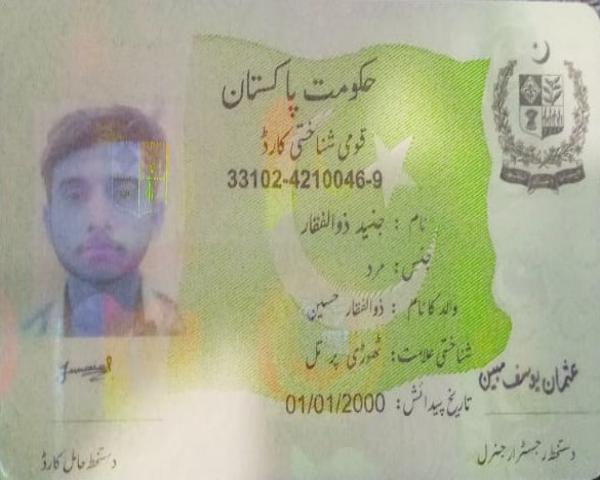 حکومت پاکستان
قومی شناختی کارڈ
33102-4210046-9
نام : جنید ذوالفقار
جنس: مرد
والد کا نام : ذوالفقار حسین
شناختی علامت: ٹھوڑی پر تل
تاریخ پیدائش: 01/01/2000
عثمان یوسف مبین
دستخط رجسٹرار جنرل
دستخط حامل کارڈ